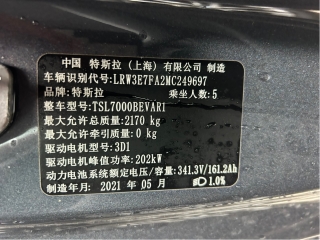 中国 特斯拉（上海）有限公司 制造
车辆识别代号:LRW3E7FA2MC249697
品牌:特斯拉 乘坐人数:5
整车型号:TSL7000BEVAR1
最大允许总质量:2170 kg
最大允许牵引质量:0 kg
驱动电机型号:3D1
驱动电机峰值功率:202kW
动力电池系统额定电压/容量:341.3V/161.2Ah
制造年月: 2021 年 05 月 1.0%